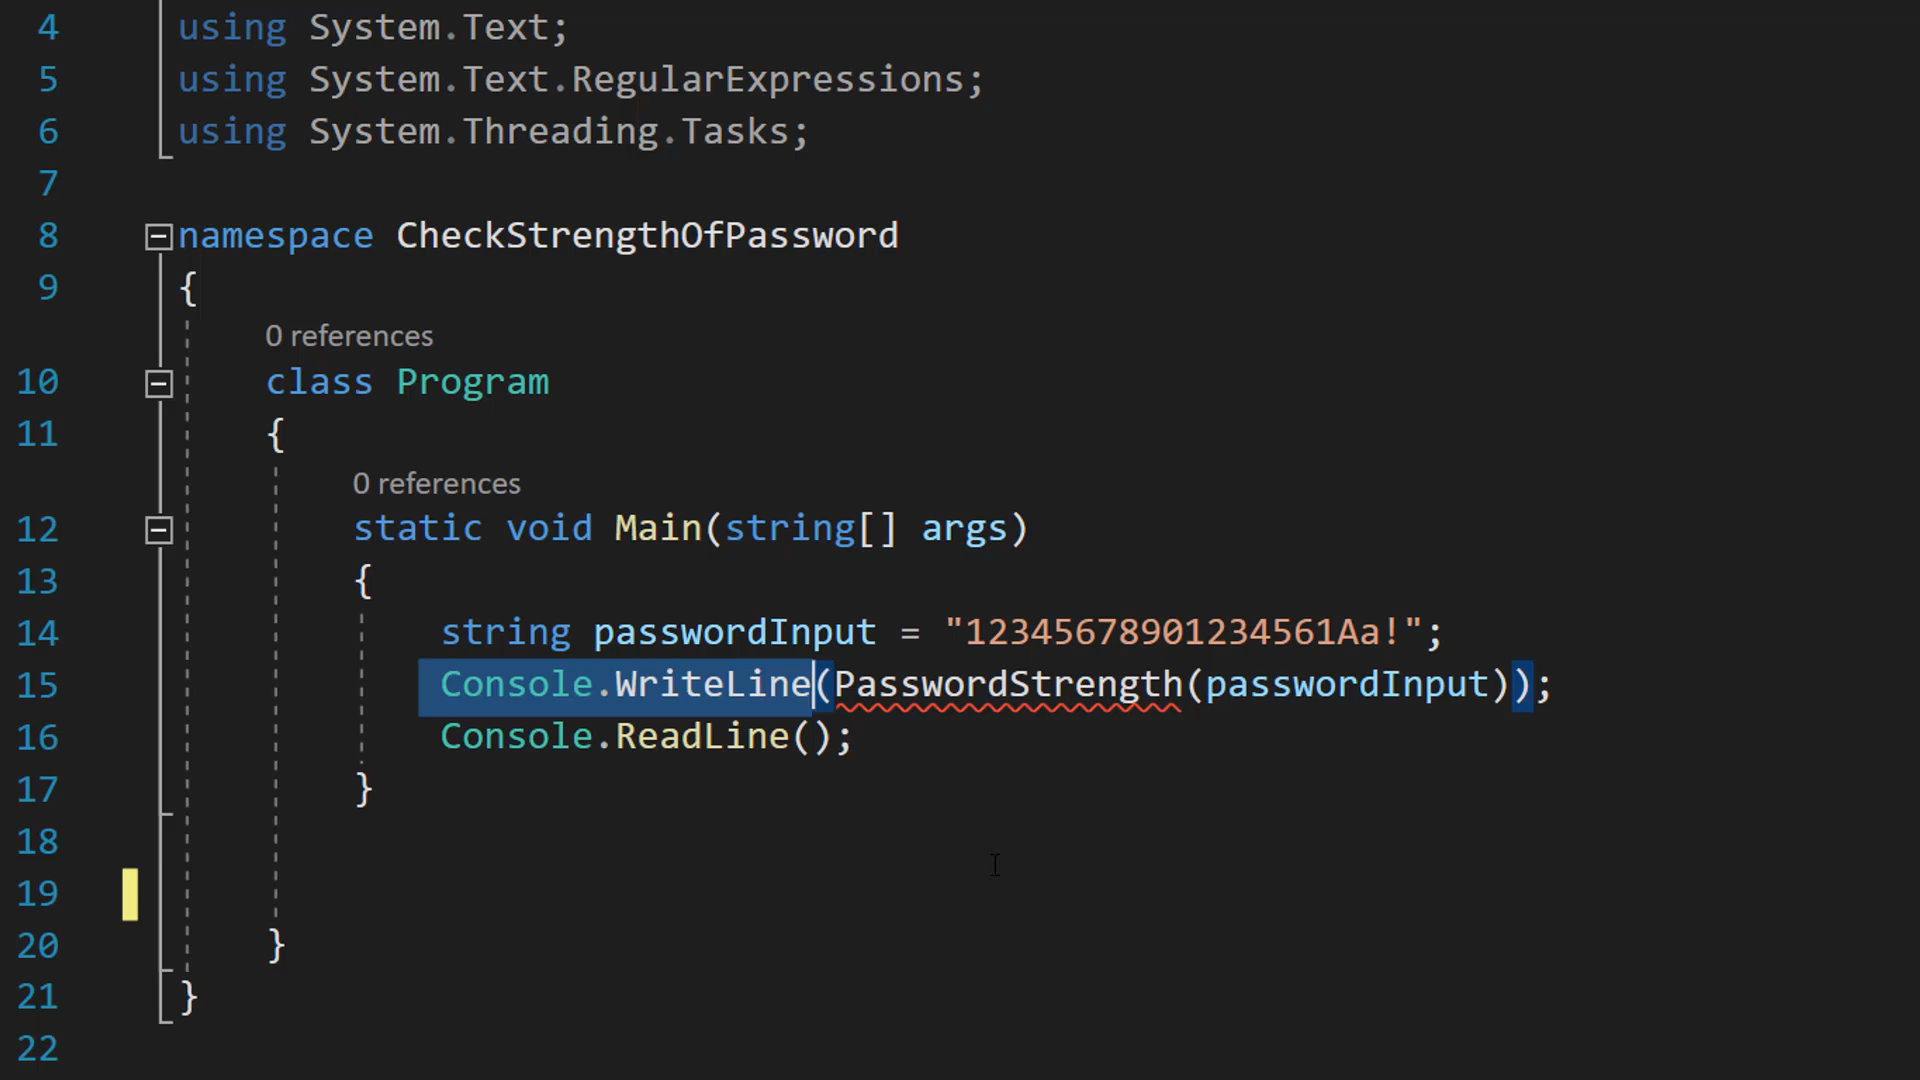 4 using System.Text;
5 using System.Text.RegularExpressions;
6 using System.Threading.Tasks;
7
8 namespace CheckStrengthOfPassword
9 {
0 references
10 class Program
11 {
0 references
12 static void Main(string[] args)
13 {
14 string passwordInput = "12345678901234561Aa!";
15 Console.WriteLine(PasswordStrength(passwordInput));
16 Console.ReadLine();
17 }
18
19
20 }
21 }
22